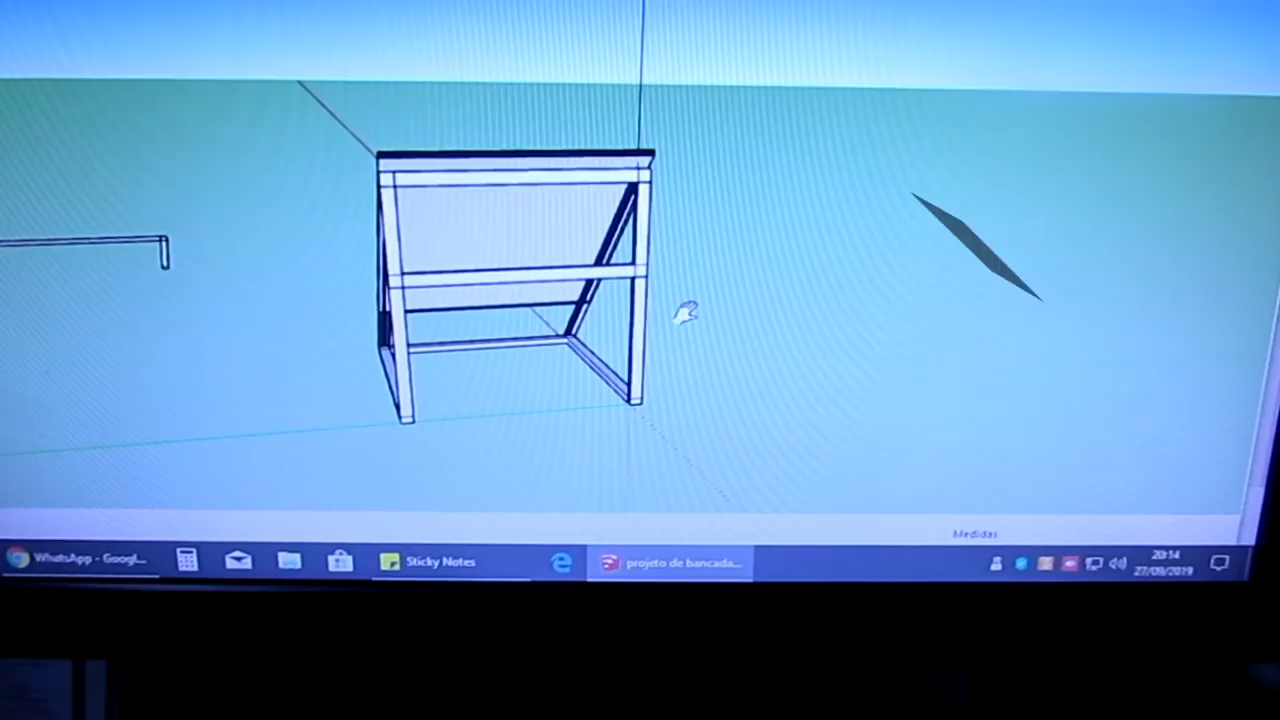 Medidas
WhatsApp - Googl...
Sticky Notes
projeto de bancada...
20:14
27/09/2019